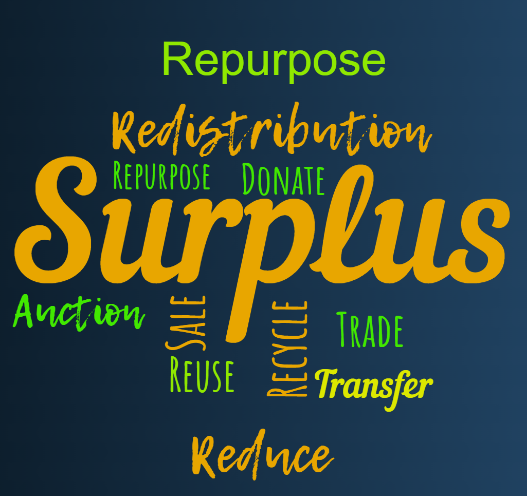 Repurpose
Redistribution
Repurpose Donate
Surplus
Auction
Sale
Recycle
Trade
Reuse
Transfer
Reduce